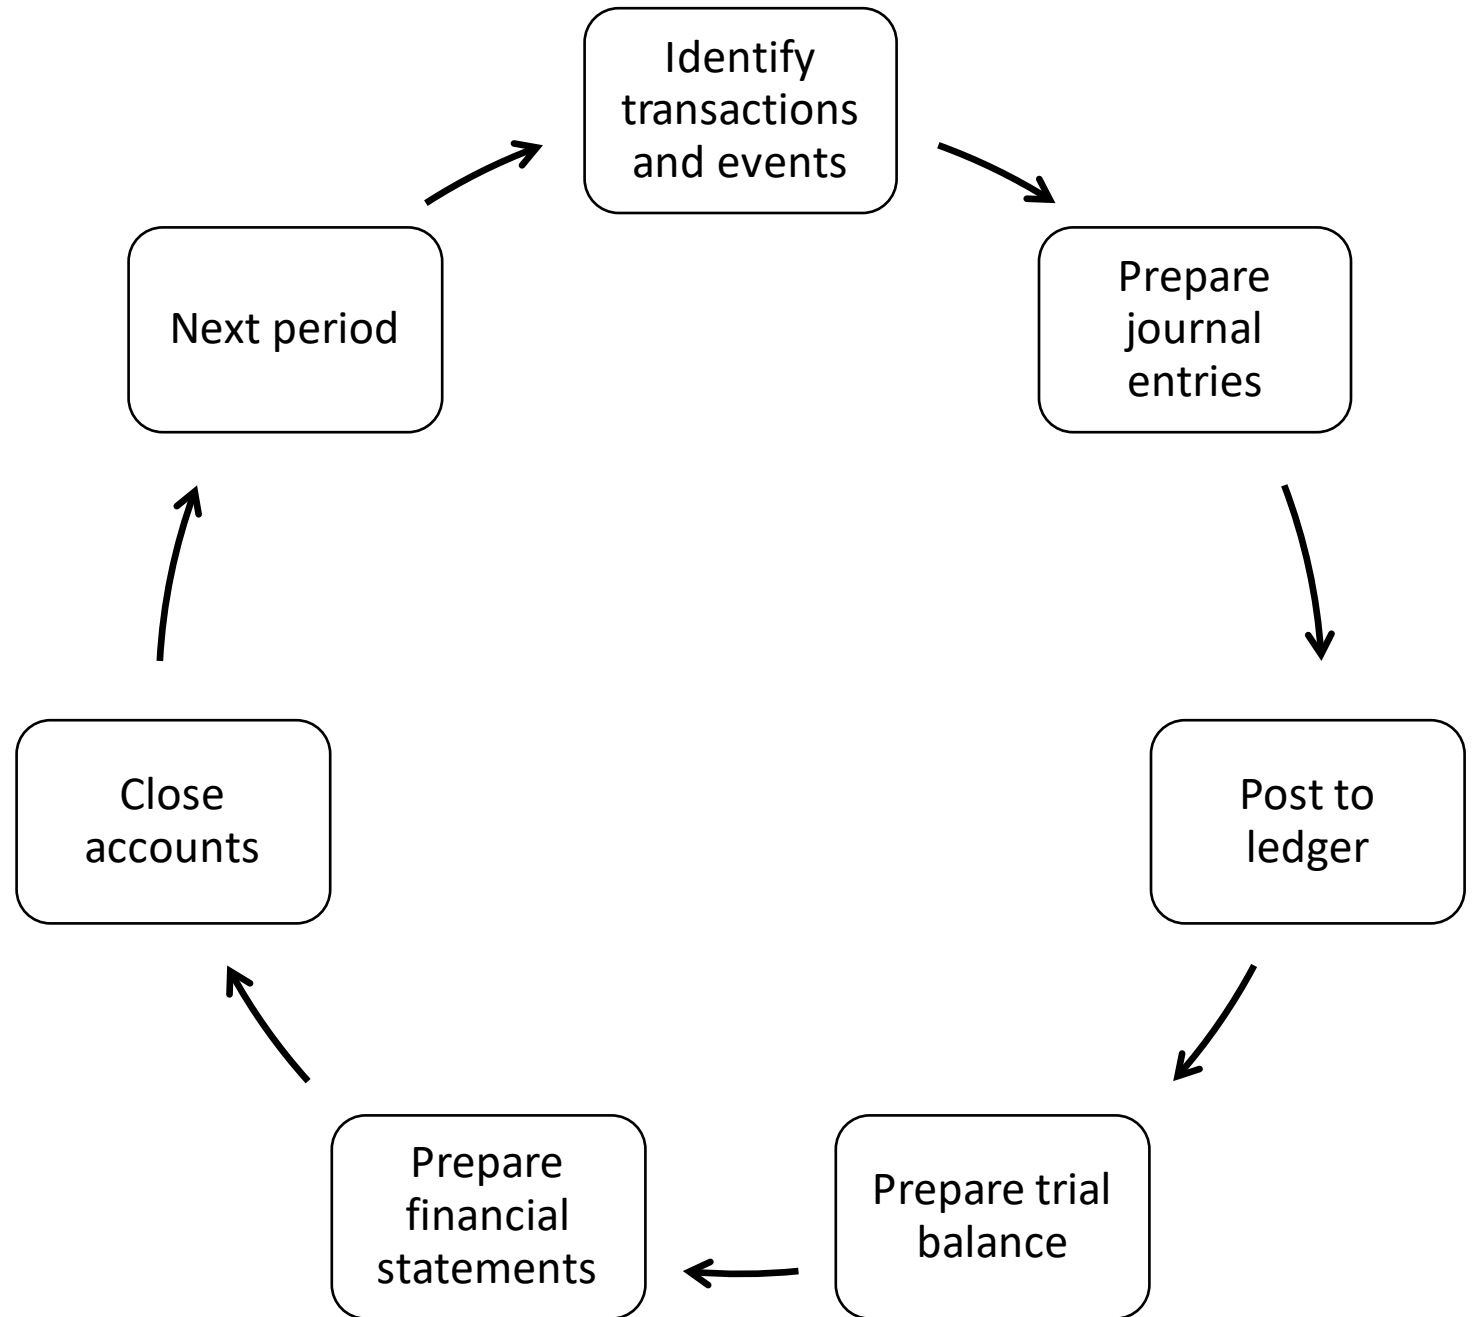 Identify
transactions
and events
Prepare
journal
entries
Post to
ledger
Prepare trial
balance
Prepare
financial
statements
Close
accounts
Next period